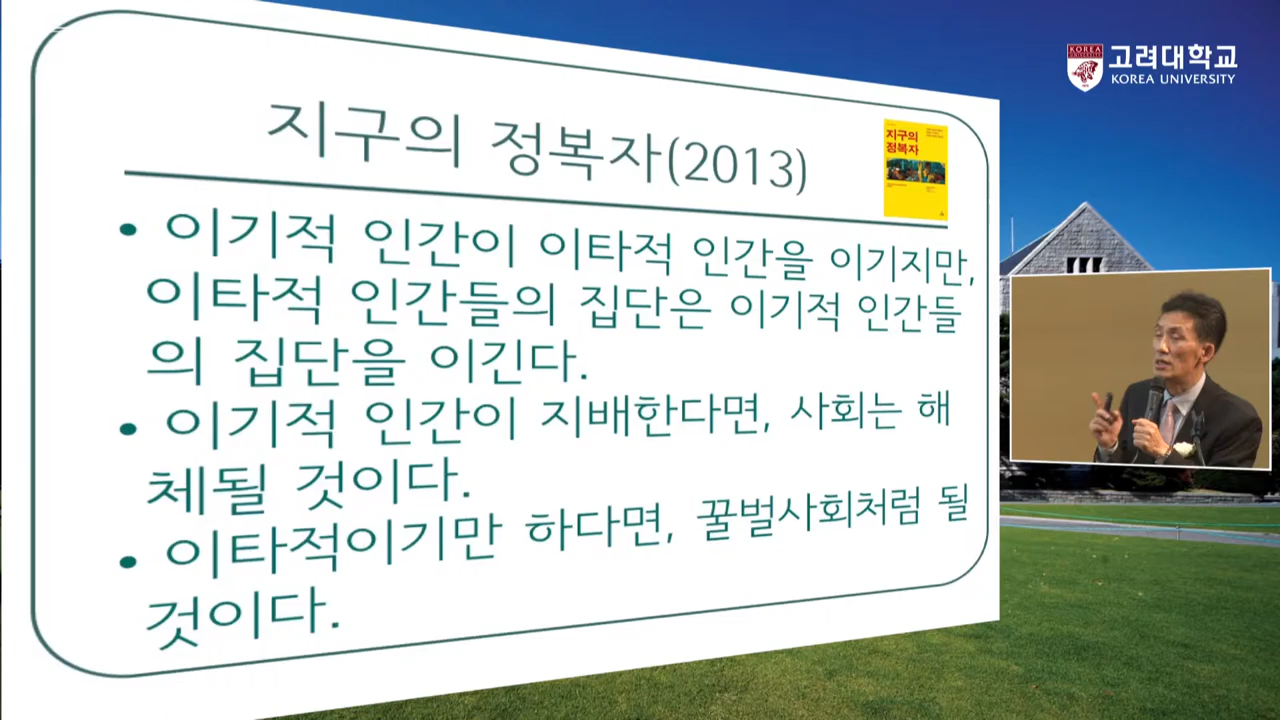 지구의 정복자(2013)
지구의
정복자
• 이기적 인간이 이타적 인간을 이기지만,
이타적 인간들의 집단은 이기적 인간들
의 집단을 이긴다.
• 이기적 인간이 지배한다면, 사회는 해
체될 것이다.
• 이타적이기만 하다면, 꿀벌사회처럼 될
것이다.
KOREA
고려대학교
KOREA UNIVERSITY